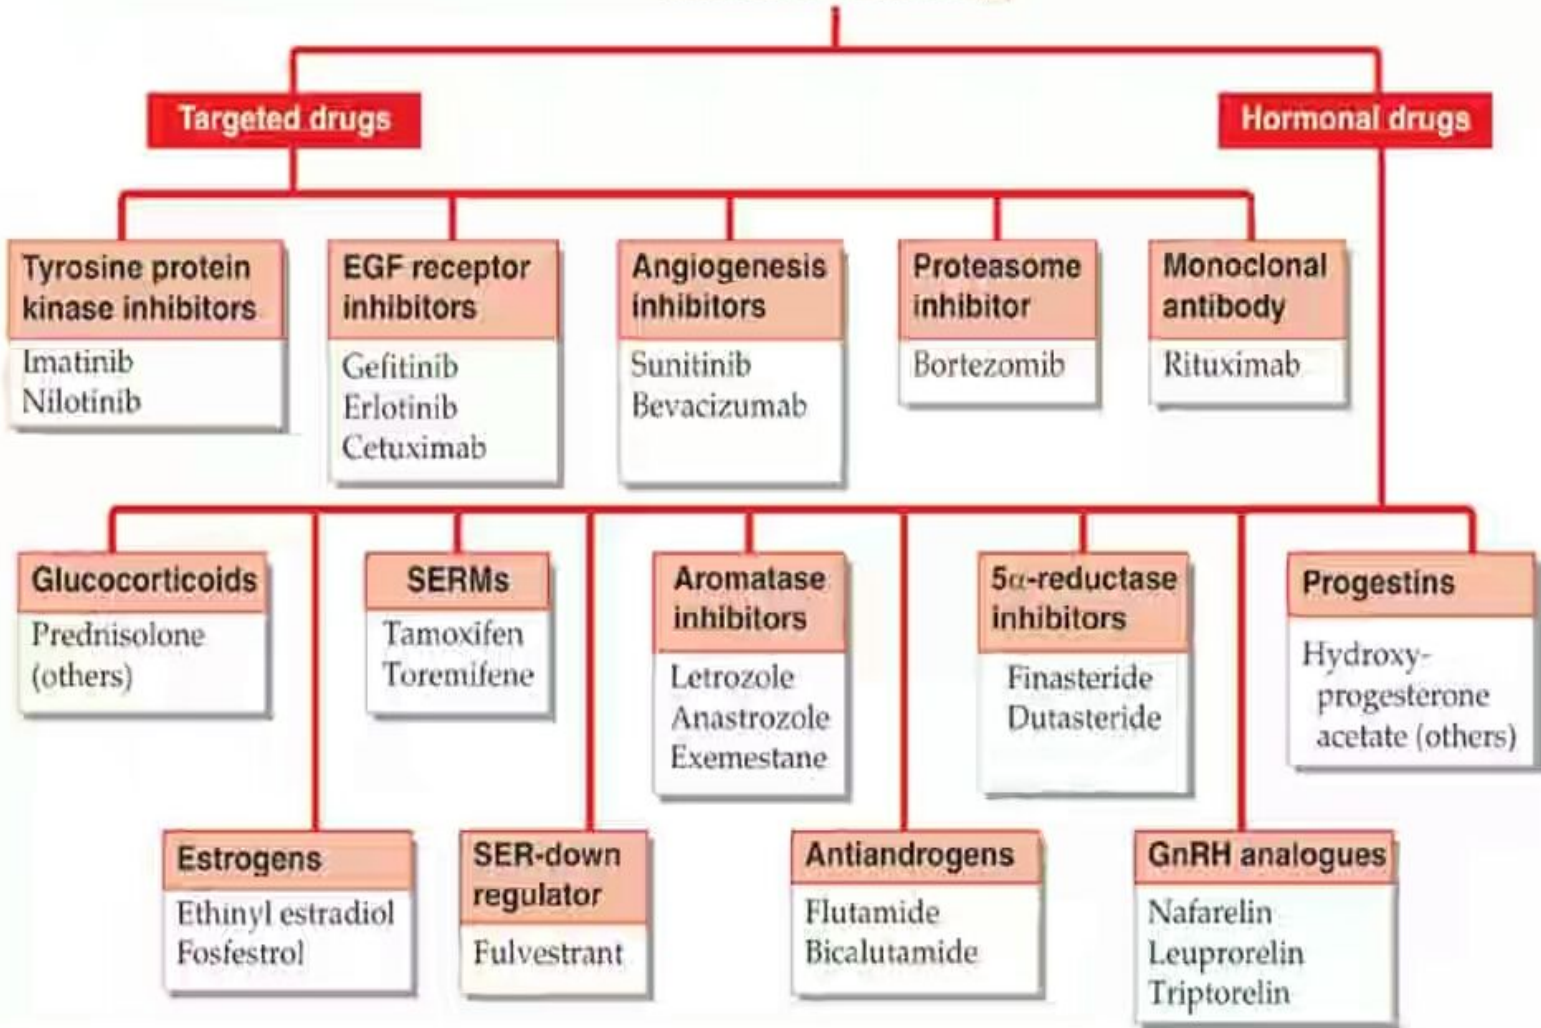 Targeted drugs
Hormonal drugs
Tyrosine protein
kinase inhibitors
Imatinib
Nilotinib
EGF receptor
inhibitors
Gefitinib
Erlotinib
Cetuximab
Angiogenesis
inhibitors
Sunitinib
Bevacizumab
Proteasome
inhibitor
Bortezomib
Monoclonal
antibody
Rituximab
Glucocorticoids
Prednisolone
(others)
SERMs
Tamoxifen
Toremifene
Aromatase
inhibitors
Letrozole
Anastrozole
Exemestane
5α-reductase
inhibitors
Finasteride
Dutasteride
Progestins
Hydroxy-
progesterone
acetate (others)
Estrogens
Ethinyl estradiol
Fosfestrol
SER-down
regulator
Fulvestrant
Antiandrogens
Flutamide
Bicalutamide
GnRH analogues
Nafarelin
Leuprorelin
Triptorelin